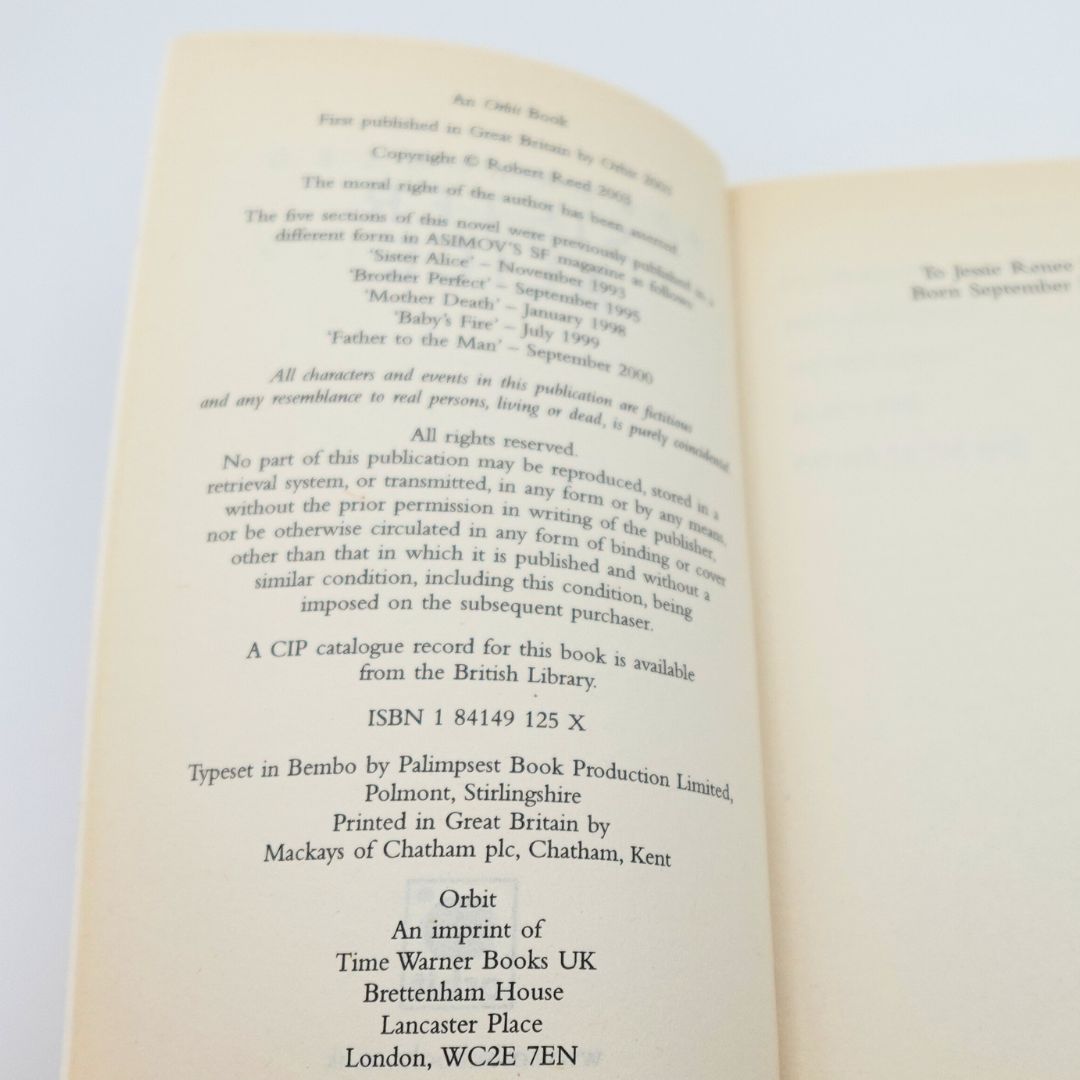 An Orbit Book
First published in Great Britain by Orbit 2003
Copyright © Robert Reed 2003
The moral right of the author has been asserted
The five sections of this novel were previously published in a
different form in ASIMOV'S SF magazine as follows
'Sister Alice' – November 1993
'Brother Perfect' – September 1995
'Mother Death' – January 1998
'Baby's Fire' – July 1999
'Father to the Man' – September 2000
All characters and events in this publication are fictitious
and any resemblance to real persons, living or dead, is purely coincidental.
All rights reserved.
No part of this publication may be reproduced, stored in a
retrieval system, or transmitted, in any form or by any means,
without the prior permission in writing of the publisher,
nor be otherwise circulated in any form of binding or cover
other than that in which it is published and without a
similar condition, including this condition, being
imposed on the subsequent purchaser.
A CIP catalogue record for this book is available
from the British Library.
ISBN 1 84149 125 X
Typeset in Bembo by Palimpsest Book Production Limited,
Polmont, Stirlingshire
Printed in Great Britain by
Mackays of Chatham plc, Chatham, Kent
Orbit
An imprint of
Time Warner Books UK
Brettenham House
Lancaster Place
London, WC2E 7EN
To Jessie Renee
Born September